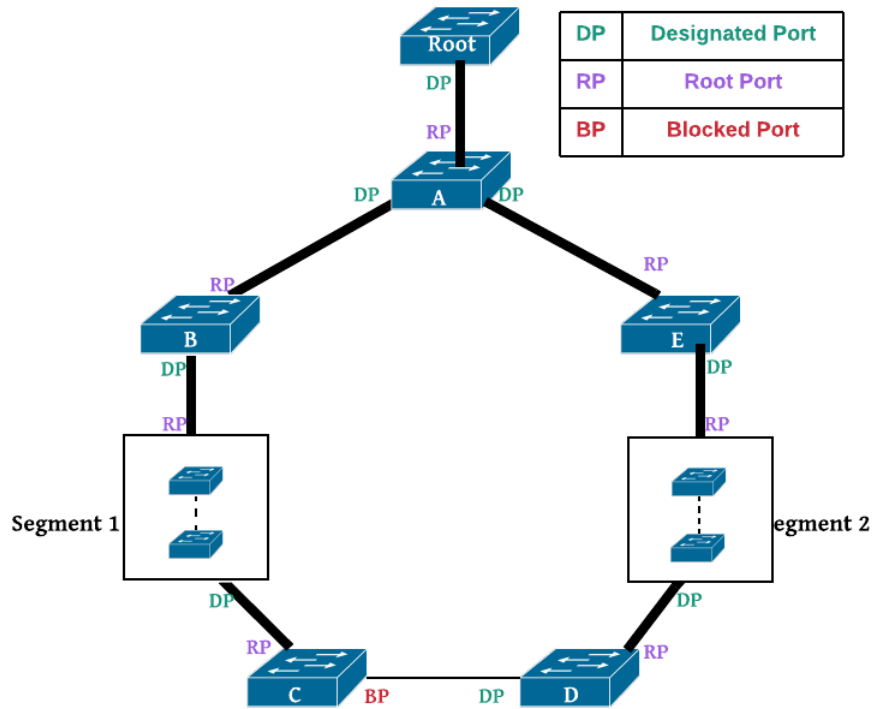 Root
DP Designated Port
RP Root Port
BP Blocked Port
DP
RP
A
DP
DP
RP
RP
B
E
DP
DP
RP
RP
Segment 1
egment 2
DP
DP
RP
RP
C
BP
DP
D